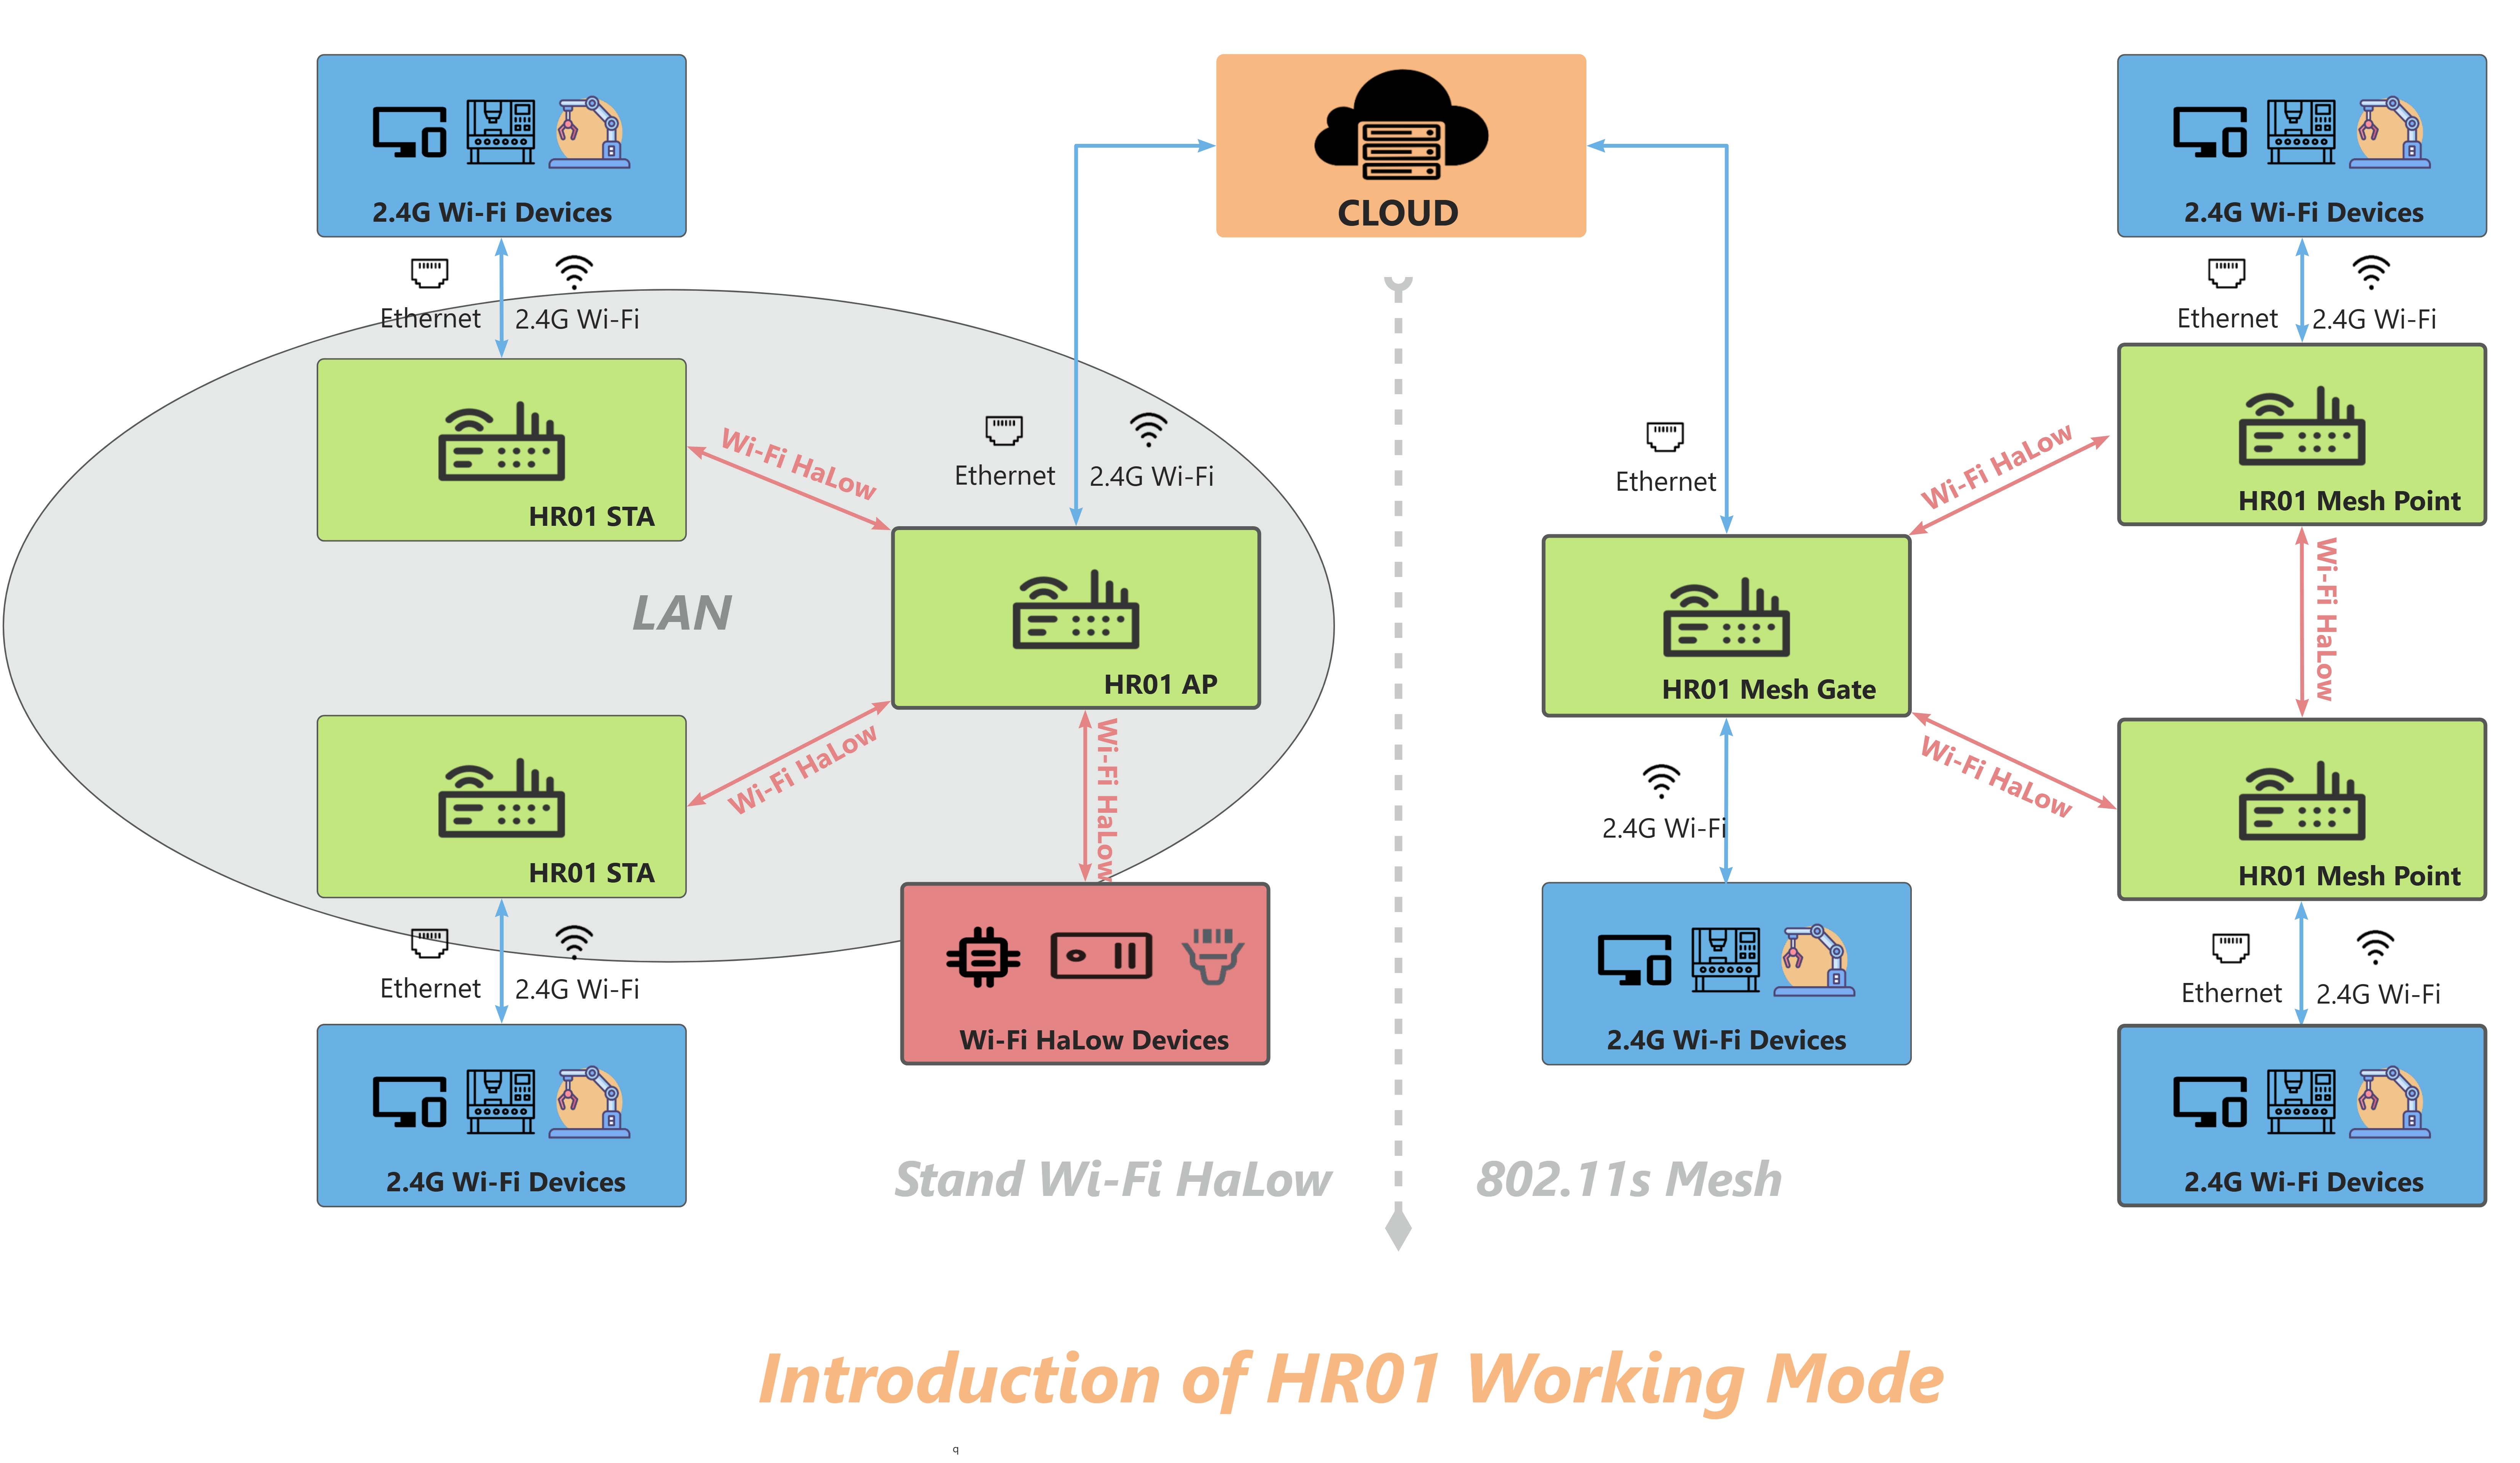 2.4G Wi-Fi Devices
CLOUD
2.4G Wi-Fi Devices
Ethernet
2.4G Wi-Fi
Ethernet
2.4G Wi-Fi
HR01 STA
Wi-Fi HaLow
Ethernet
2.4G Wi-Fi
Ethernet
Wi-Fi HaLow
HR01 Mesh Point
LAN
HR01 AP
HR01 Mesh Gate
Wi-Fi HaLow
Wi-Fi HaLow
Wi-Fi HaLow
2.4G Wi-Fi
Wi-Fi HaLow
HR01 STA
HR01 Mesh Point
Ethernet
2.4G Wi-Fi
Wi-Fi HaLow Devices
2.4G Wi-Fi Devices
Ethernet
2.4G Wi-Fi
2.4G Wi-Fi Devices
Stand Wi-Fi HaLow
802.11s Mesh
2.4G Wi-Fi Devices
Introduction of HR01 Working Mode
q